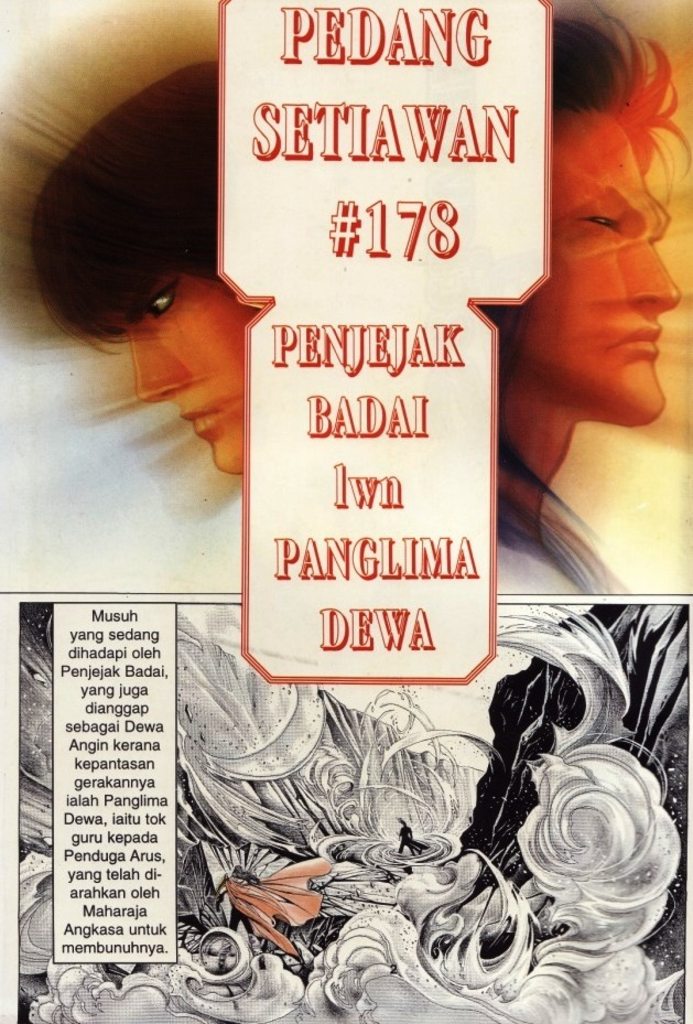 PEDANG
SETIAWAN
#178
PENJEJAK
BADAI
lwn
PANGLIMA
DEWA
Musuh
yang sedang
dihadapi oleh
Penjejak Badai,
yang juga
dianggap
sebagai Dewa
Angin kerana
kepantasan
gerakannya
ialah Panglima
Dewa, iaitu tok
guru kepada
Penduga Arus,
yang telah di-
arahkan oleh
Maharaja
Angkasa untuk
membunuhnya.
2